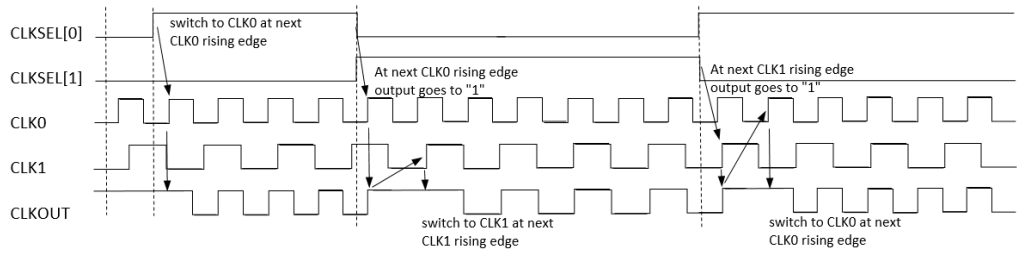 CLKSEL[0]
switch to CLK0 at next
CLK0 rising edge
CLKSEL[1]
At next CLK0 rising edge
output goes to "1"
At next CLK1 rising edge
output goes to "1"
CLK0
CLK1
CLKOUT
switch to CLK1 at next
CLK1 rising edge
switch to CLK0 at next
CLK0 rising edge